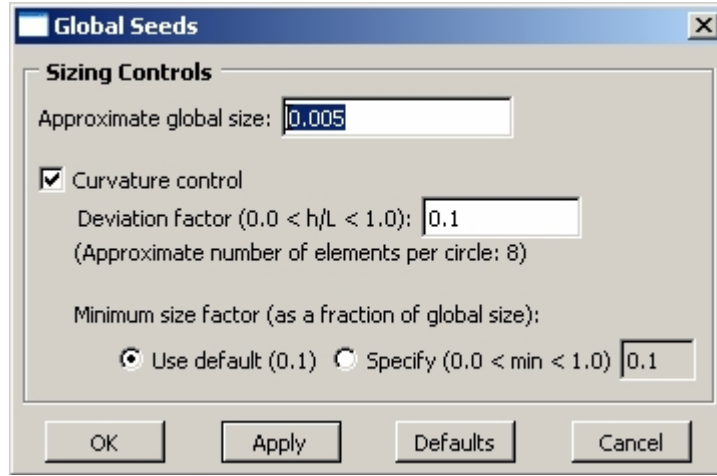 Global Seeds
Sizing Controls
Approximate global size: 0.005
Curvature control
Deviation factor (0.0 < h/L < 1.0): 0.1
(Approximate number of elements per circle: 8)
Minimum size factor (as a fraction of global size):
Use default (0.1) Specify (0.0 < min < 1.0) 0.1
OK Apply Defaults Cancel